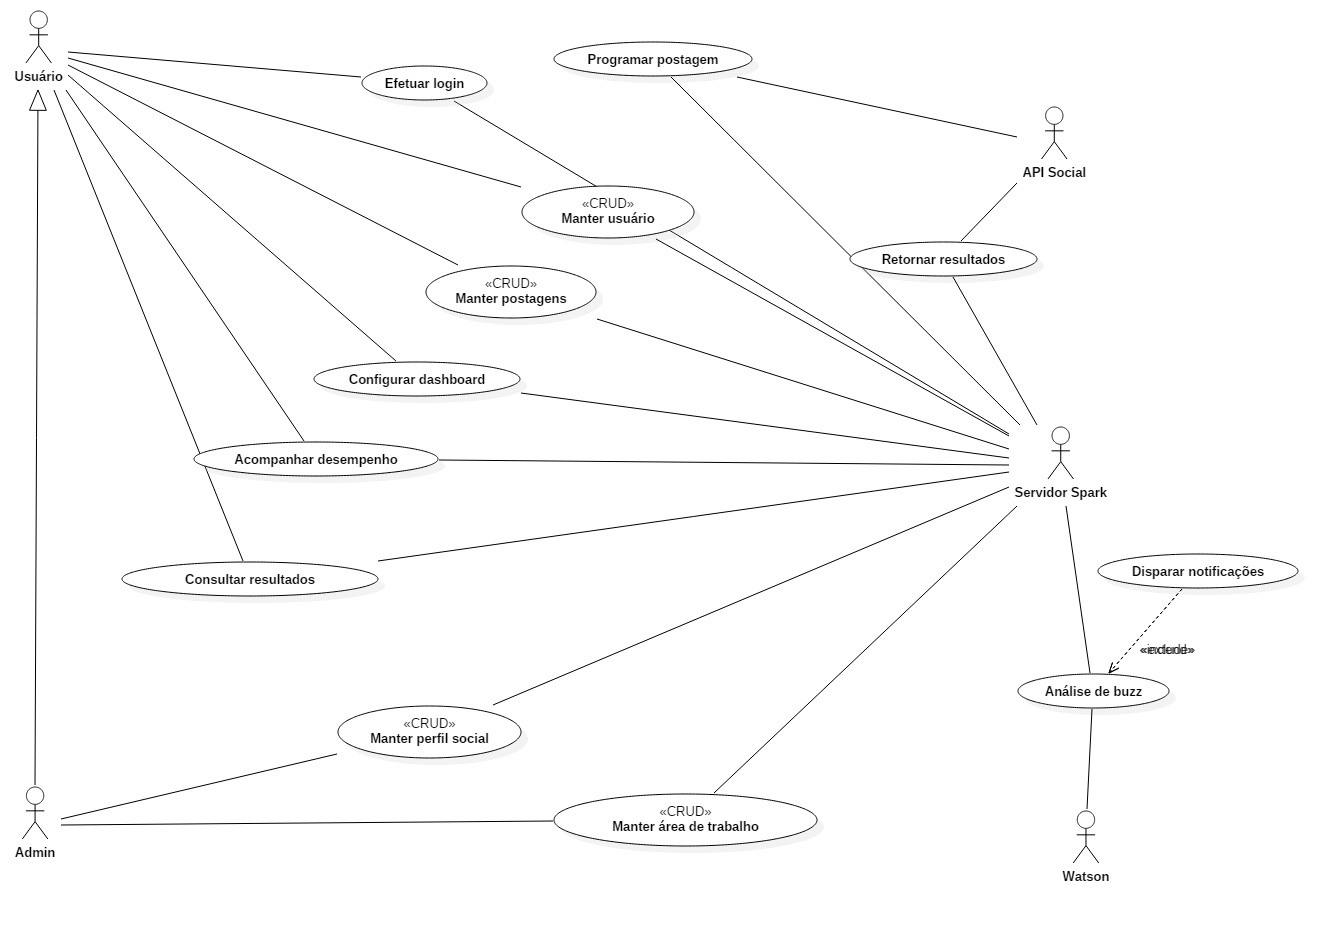 Usuário
Efetuar login
Programar postagem
API Social
«CRUD»
Manter usuário
Retornar resultados
«CRUD»
Manter postagens
Configurar dashboard
Acompanhar desempenho
Servidor Spark
Consultar resultados
Disparar notificações
«CRUD»
Manter perfil social
Análise de buzz
«CRUD»
Manter área de trabalho
Admin
Watson